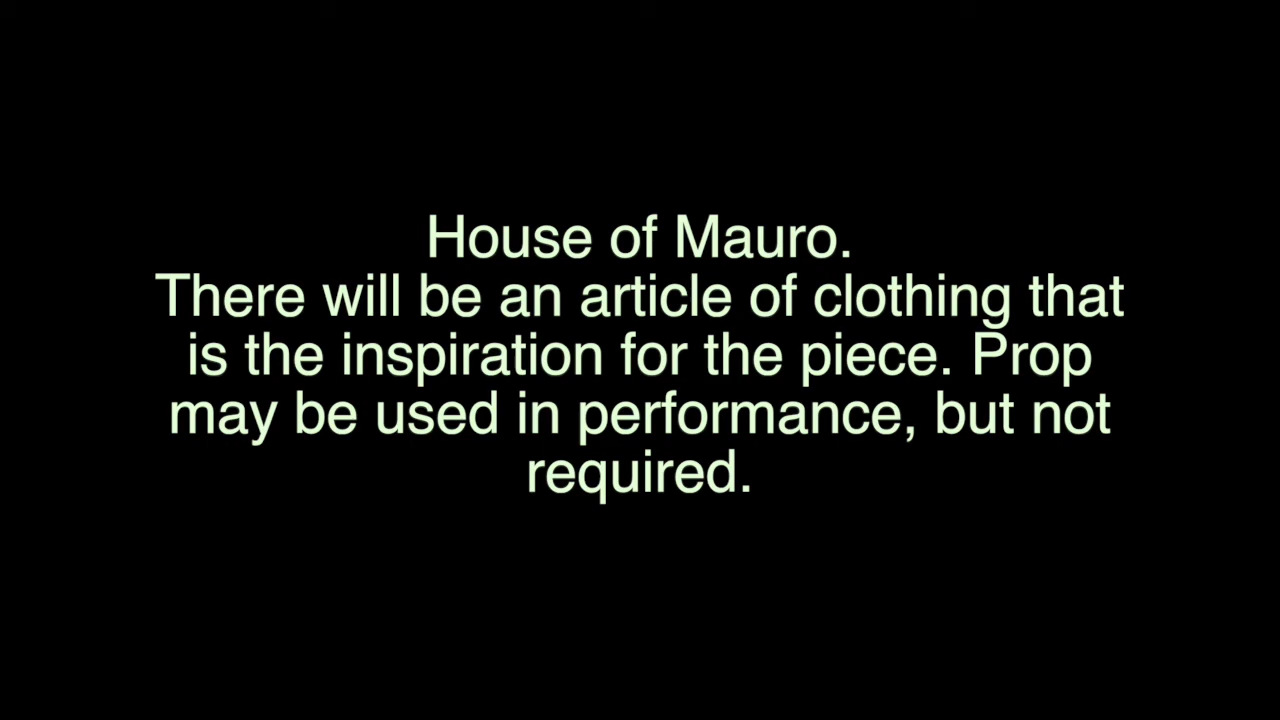 House of Mauro.
There will be an article of clothing that
is the inspiration for the piece. Prop
may be used in performance, but not
required.